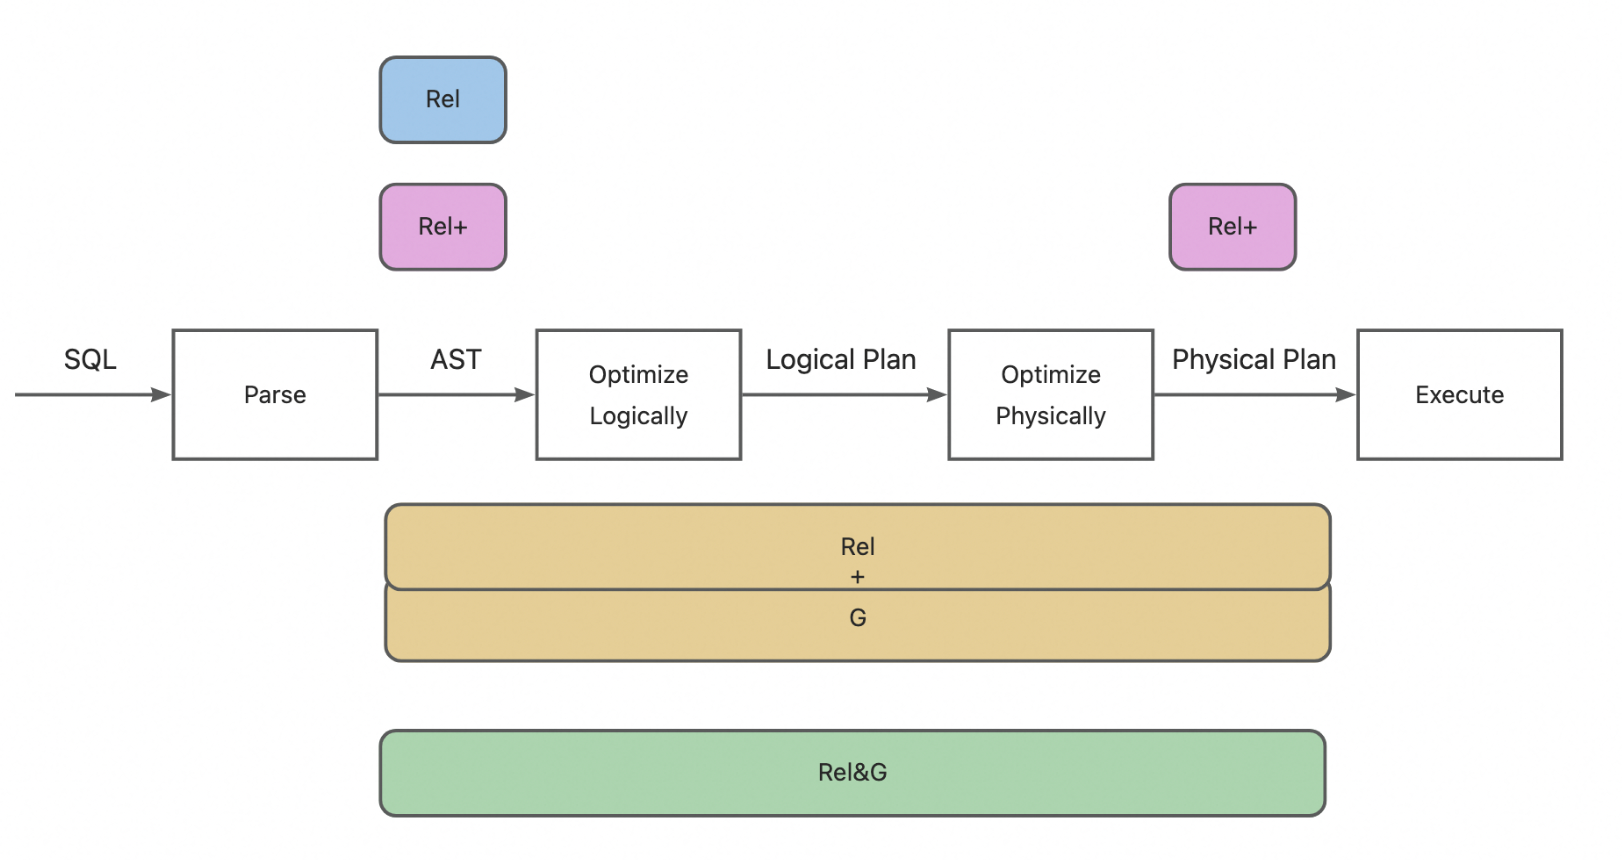 Rel
Rel+
Rel+
SQL
Parse
AST
Optimize
Logically
Logical Plan
Optimize
Physically
Physical Plan
Execute
Rel
+
G
Rel&G